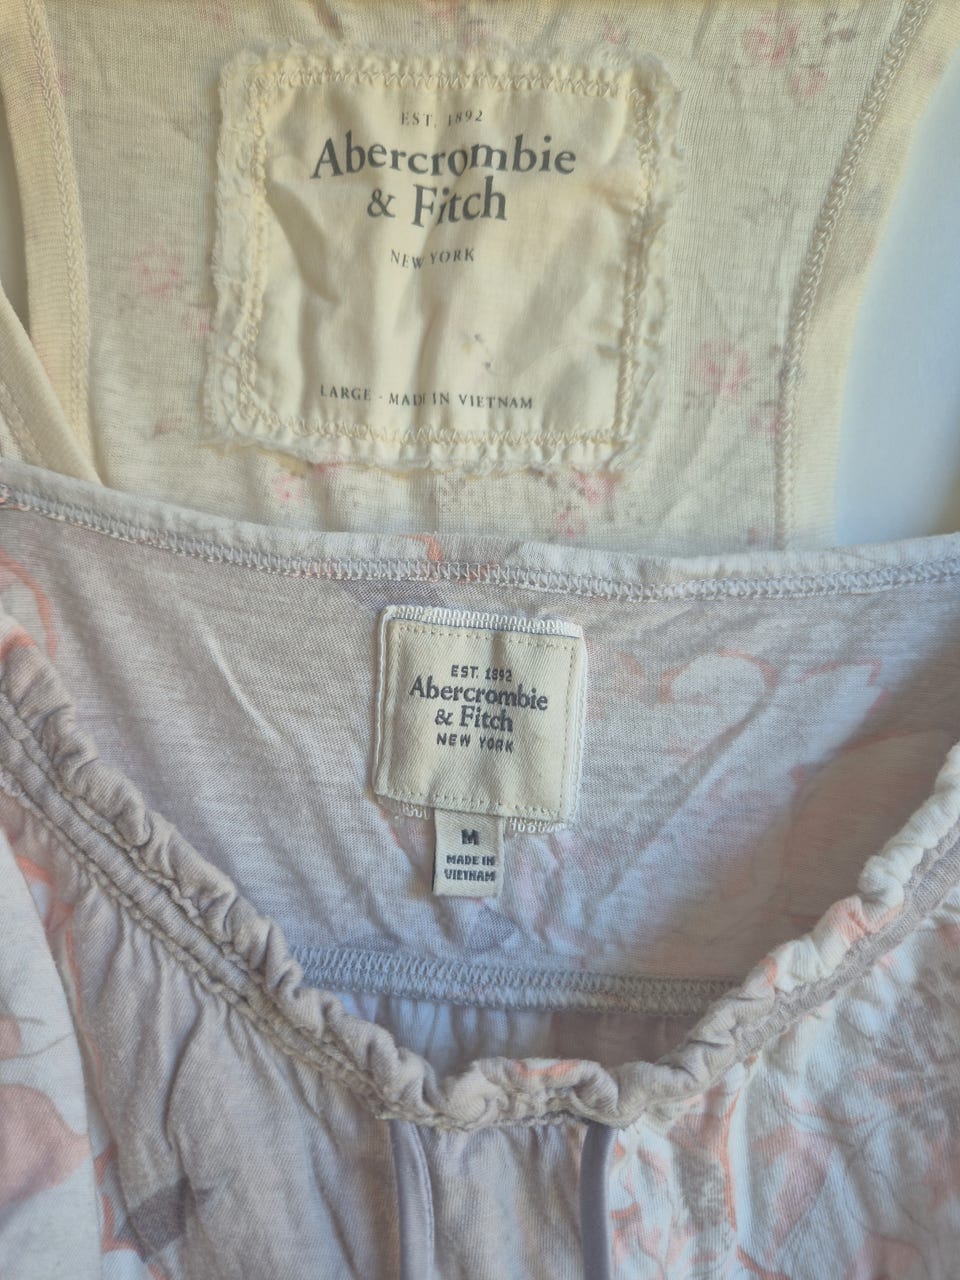 EST. 1892
Abercrombie
& Fitch
NEW YORK
LARGE - MADE IN VIETNAM
EST. 1892
Abercrombie
& Fitch
NEW YORK
M
MADE IN
VIETNAM